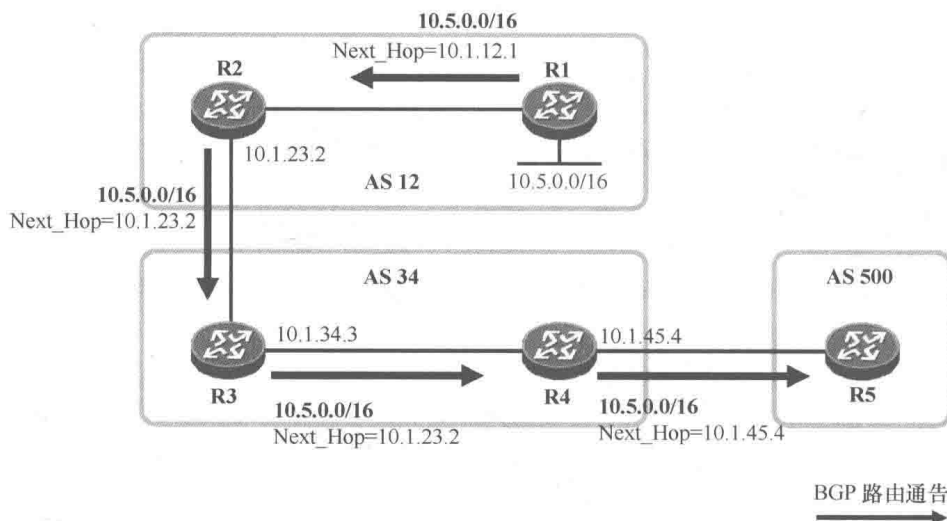 10.5.0.0/16
Next_Hop=10.1.12.1
R2
R1
10.1.23.2
10.5.0.0/16
AS 12
10.5.0.0/16
Next_Hop=10.1.23.2
AS 34
AS 500
10.1.34.3
10.1.45.4
R3
R4
R5
10.5.0.0/16
Next_Hop=10.1.23.2
10.5.0.0/16
Next_Hop=10.1.45.4
BGP 路由通告